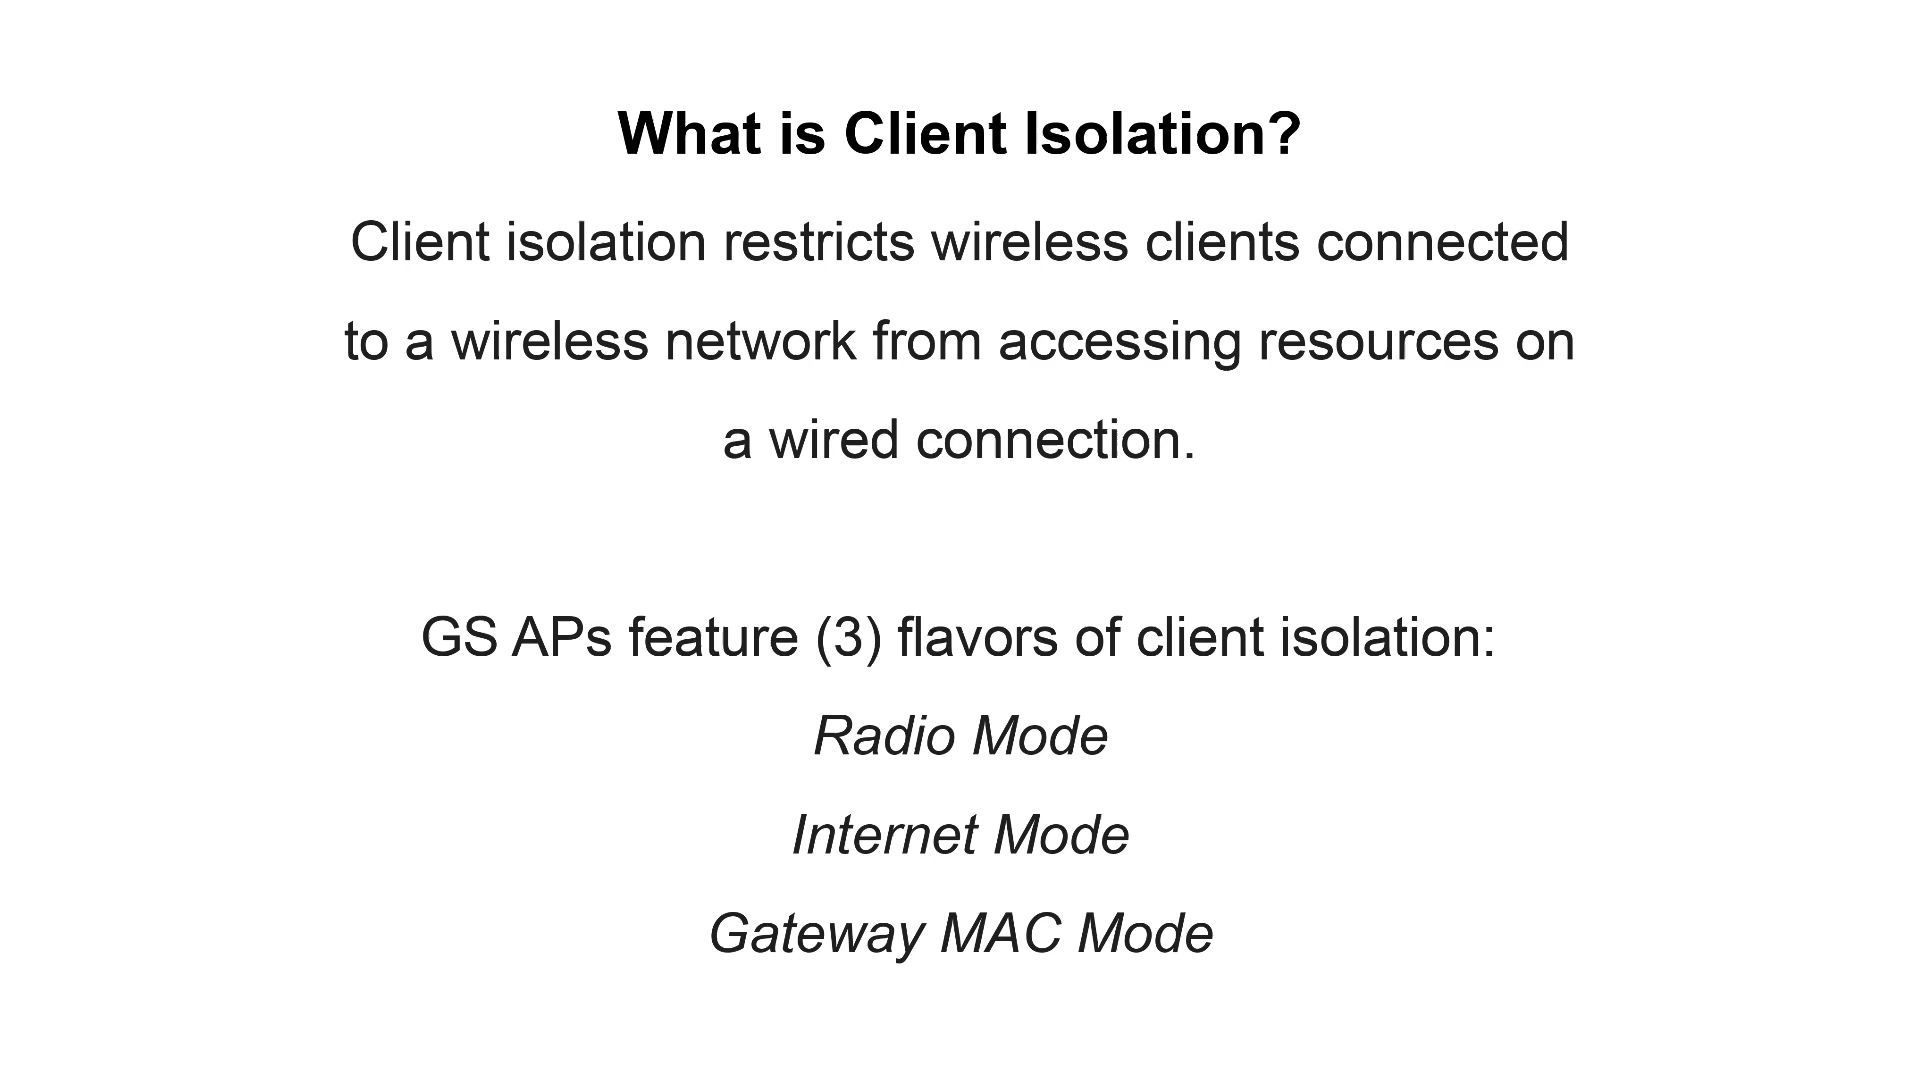 What is Client Isolation?
Client isolation restricts wireless clients connected
to a wireless network from accessing resources on
a wired connection.
GS APs feature (3) flavors of client isolation:
Radio Mode
Internet Mode
Gateway MAC Mode